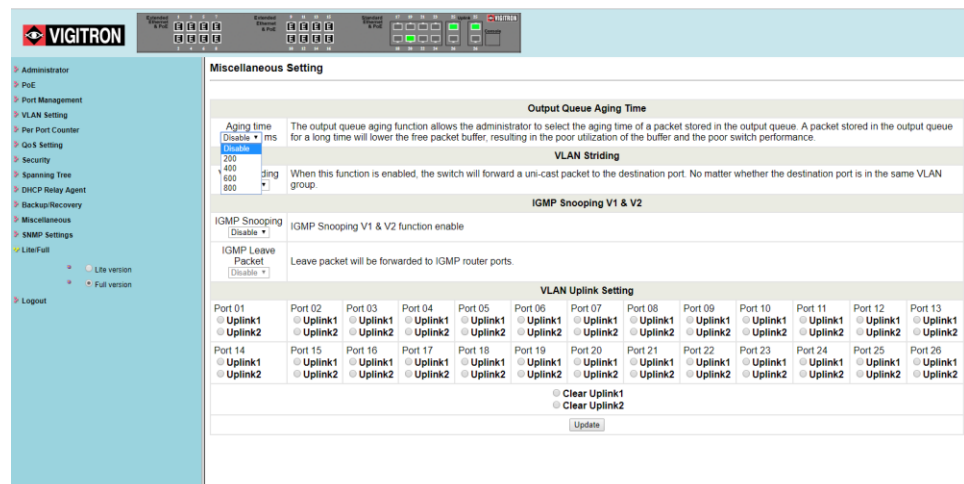 VIGITRON
Extended
Ethernet
& PoE
Extended
Ethernet
& PoE
Standard
Ethernet
& PoE
VIGITRON
Console
Administrator
PoE
Port Management
VLAN Setting
Per Port Counter
QoS Setting
Security
Spanning Tree
DHCP Relay Agent
Backup/Recovery
Miscellaneous
SNMP Settings
Lite/Full
Lite version
Full version
Logout
Miscellaneous Setting
Output Queue Aging Time
Aging time
Disable ms
Disable
200
400
600
800
The output queue aging function allows the administrator to select the aging time of a packet stored in the output queue. A packet stored in the output queue
for a long time will lower the free packet buffer, resulting in the poor utilization of the buffer and the poor switch performance.
VLAN Striding
When this function is enabled, the switch will forward a uni-cast packet to the destination port. No matter whether the destination port is in the same VLAN
group.
IGMP Snooping V1 & V2
IGMP Snooping
Disable
IGMP Snooping V1 & V2 function enable
IGMP Leave
Packet
Disable
Leave packet will be forwarded to IGMP router ports.
VLAN Uplink Setting
Port 01 Port 02 Port 03 Port 04 Port 05 Port 06 Port 07 Port 08 Port 09 Port 10 Port 11 Port 12 Port 13
Uplink1 Uplink1 Uplink1 Uplink1 Uplink1 Uplink1 Uplink1 Uplink1 Uplink1 Uplink1 Uplink1 Uplink1 Uplink1
Uplink2 Uplink2 Uplink2 Uplink2 Uplink2 Uplink2 Uplink2 Uplink2 Uplink2 Uplink2 Uplink2 Uplink2 Uplink2
Port 14 Port 15 Port 16 Port 17 Port 18 Port 19 Port 20 Port 21 Port 22 Port 23 Port 24 Port 25 Port 26
Uplink1 Uplink1 Uplink1 Uplink1 Uplink1 Uplink1 Uplink1 Uplink1 Uplink1 Uplink1 Uplink1 Uplink1 Uplink1
Uplink2 Uplink2 Uplink2 Uplink2 Uplink2 Uplink2 Uplink2 Uplink2 Uplink2 Uplink2 Uplink2 Uplink2 Uplink2
Clear Uplink1
Clear Uplink2
Update